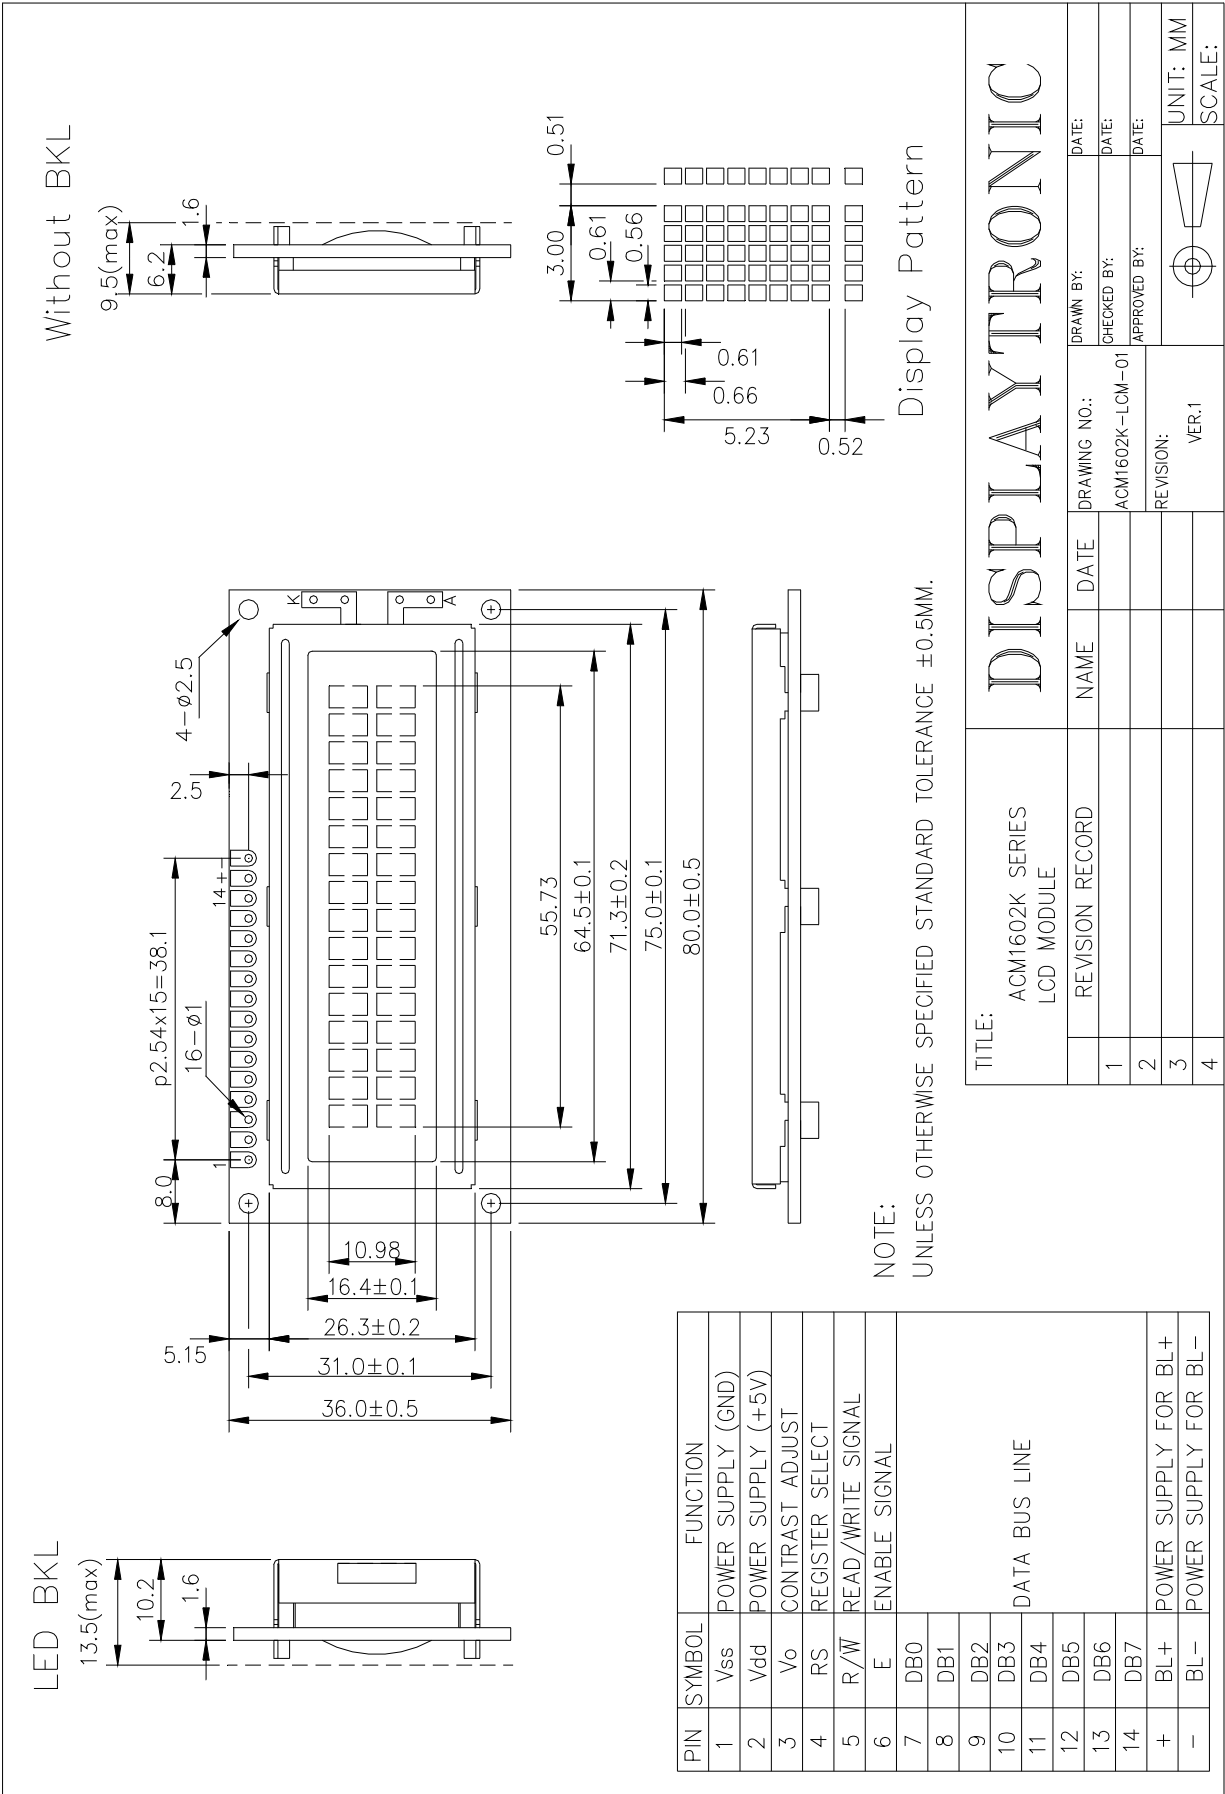 LED BKL
13.5(max)
10.2
1.6
Without BKL
9.5(max)
6.2
1.6
8.0
p2.54x15=38.1
16-ø1
2.5
4-ø2.5
1
14+-
K
A
5.15
10.98
16.4±0.1
26.3±0.2
31.0±0.1
36.0±0.5
55.73
64.5±0.1
71.3±0.2
75.0±0.1
80.0±0.5
3.00
0.51
0.61
0.56
0.61
0.66
5.23
0.52
Display Pattern
NOTE:
UNLESS OTHERWISE SPECIFIED STANDARD TOLERANCE ±0.5MM.
PIN SYMBOL FUNCTION
1 Vss POWER SUPPLY (GND)
2 Vdd POWER SUPPLY (+5V)
3 Vo CONTRAST ADJUST
4 RS REGISTER SELECT
5 R/W̅ READ/WRITE SIGNAL
6 E ENABLE SIGNAL
7 DB0
8 DB1
9 DB2
10 DB3
DATA BUS LINE
11 DB4
12 DB5
13 DB6
14 DB7
+ BL+ POWER SUPPLY FOR BL+
- BL- POWER SUPPLY FOR BL-
TITLE:
ACM1602K SERIES
LCD MODULE
DISPLAYTRONIC
REVISION RECORD NAME DATE
1
2
3
4
DRAWING NO.:
ACM1602K-LCM-01
REVISION:
VER.1
DRAWN BY: DATE:
CHECKED BY: DATE:
APPROVED BY: DATE:
UNIT: MM
SCALE: